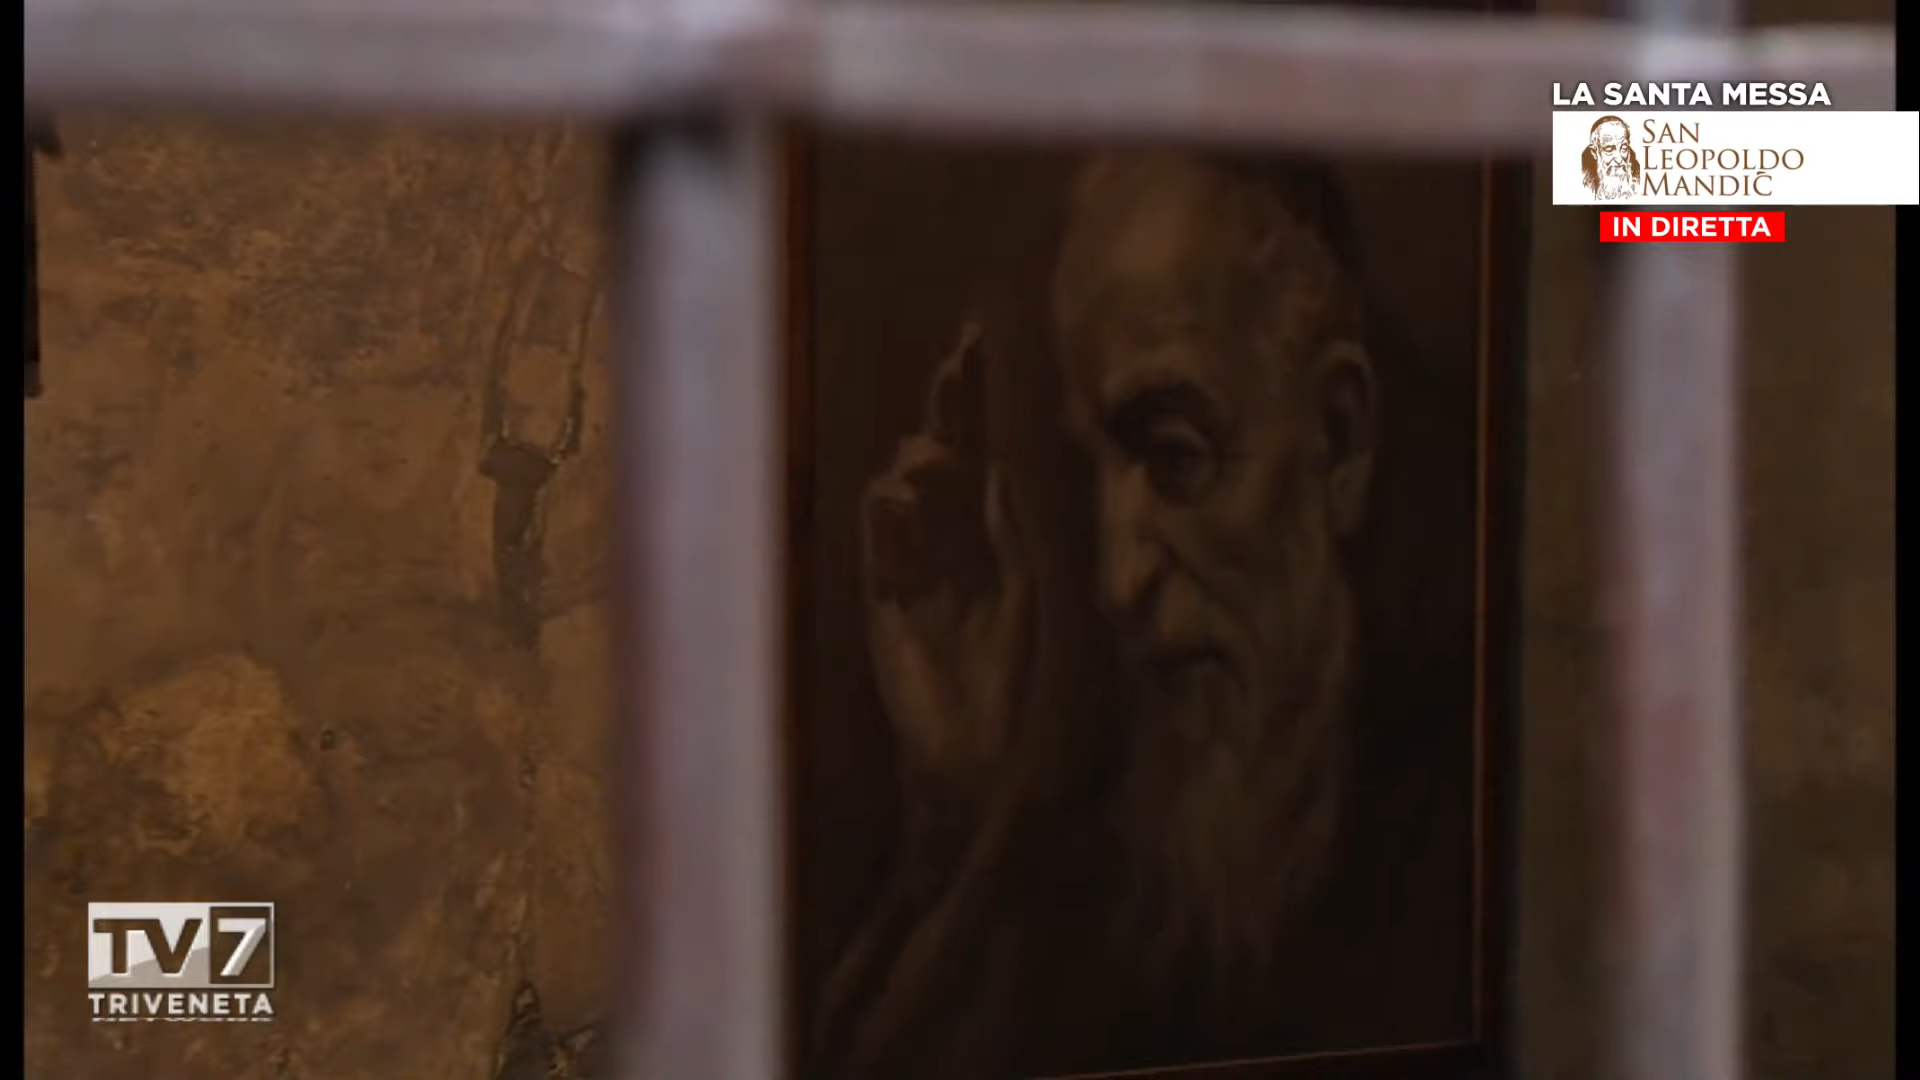 LA SANTA MESSA
SAN
LEOPOLDO
MANDIĆ
IN DIRETTA
TV7
TRIVENETA